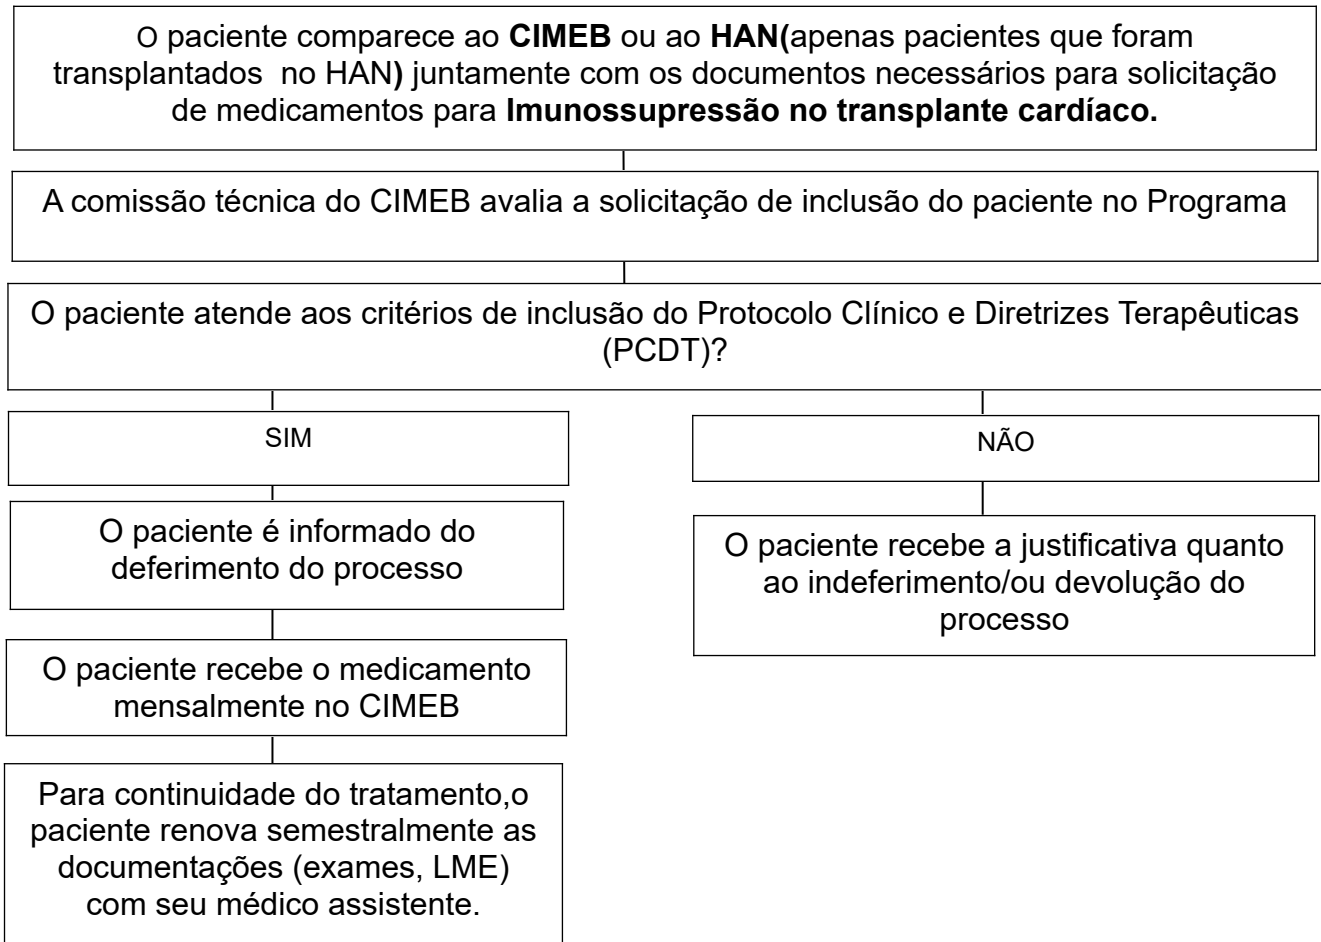 O paciente comparece ao CIMEB ou ao HAN(apenas pacientes que foram
transplantados no HAN) juntamente com os documentos necessários para solicitação
de medicamentos para Imunossupressão no transplante cardíaco.
A comissão técnica do CIMEB avalia a solicitação de inclusão do paciente no Programa
O paciente atende aos critérios de inclusão do Protocolo Clínico e Diretrizes Terapêuticas
(PCDT)?
SIM
O paciente é informado do
deferimento do processo
O paciente recebe o medicamento
mensalmente no CIMEB
Para continuidade do tratamento,o
paciente renova semestralmente as
documentações (exames, LME)
com seu médico assistente.
NÃO
O paciente recebe a justificativa quanto
ao indeferimento/ou devolução do
processo